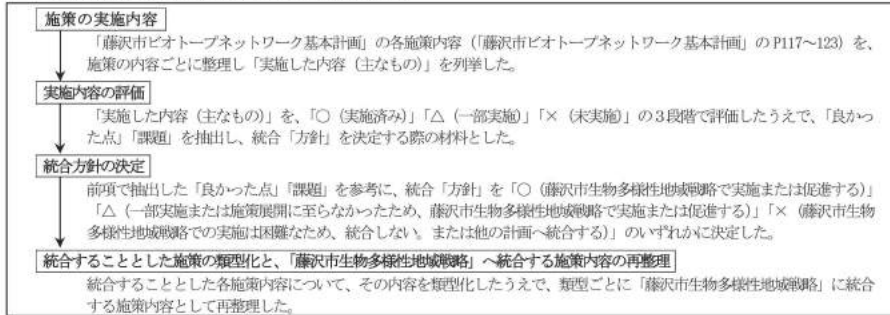 施策の実施内容
「藤沢市ビオトープネットワーク基本計画」の各施策内容（「藤沢市ビオトープネットワーク基本計画」のP117～123）を、
施策の内容ごとに整理し「実施した内容（主なもの）」を列挙した。
実施内容の評価
「実施した内容（主なもの）」を、「○（実施済み）」「△（一部実施）」「×（未実施）」の3段階で評価したうえで、「良かっ
た点」「課題」を抽出し、統合「方針」を決定する際の材料とした。
統合方針の決定
前項で抽出した「良かった点」「課題」を参考に、統合「方針」を「○（藤沢市生物多様性地域戦略で実施または促進する）」
「△（一部実施または施策展開に至らなかったため、藤沢市生物多様性地域戦略で実施または促進する）」「×（藤沢市生物
多様性地域戦略での実施は困難なため、統合しない。または他の計画へ統合する）」のいずれかに決定した。
統合することとした施策の類型化と、「藤沢市生物多様性地域戦略」へ統合する施策内容の再整理
統合することとした各施策内容について、その内容を類型化したうえで、類型ごとに「藤沢市生物多様性地域戦略」に統合
する施策内容として再整理した。